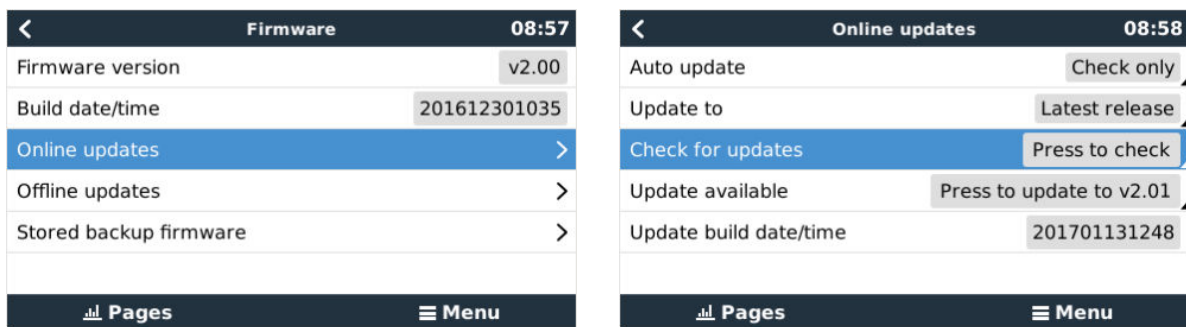 Firmware 08:57
Firmware version v2.00
Build date/time 201612301035
Online updates
Offline updates
Stored backup firmware
Pages Menu
Online updates 08:58
Auto update Check only
Update to Latest release
Check for updates Press to check
Update available Press to update to v2.01
Update build date/time 201701131248
Pages Menu